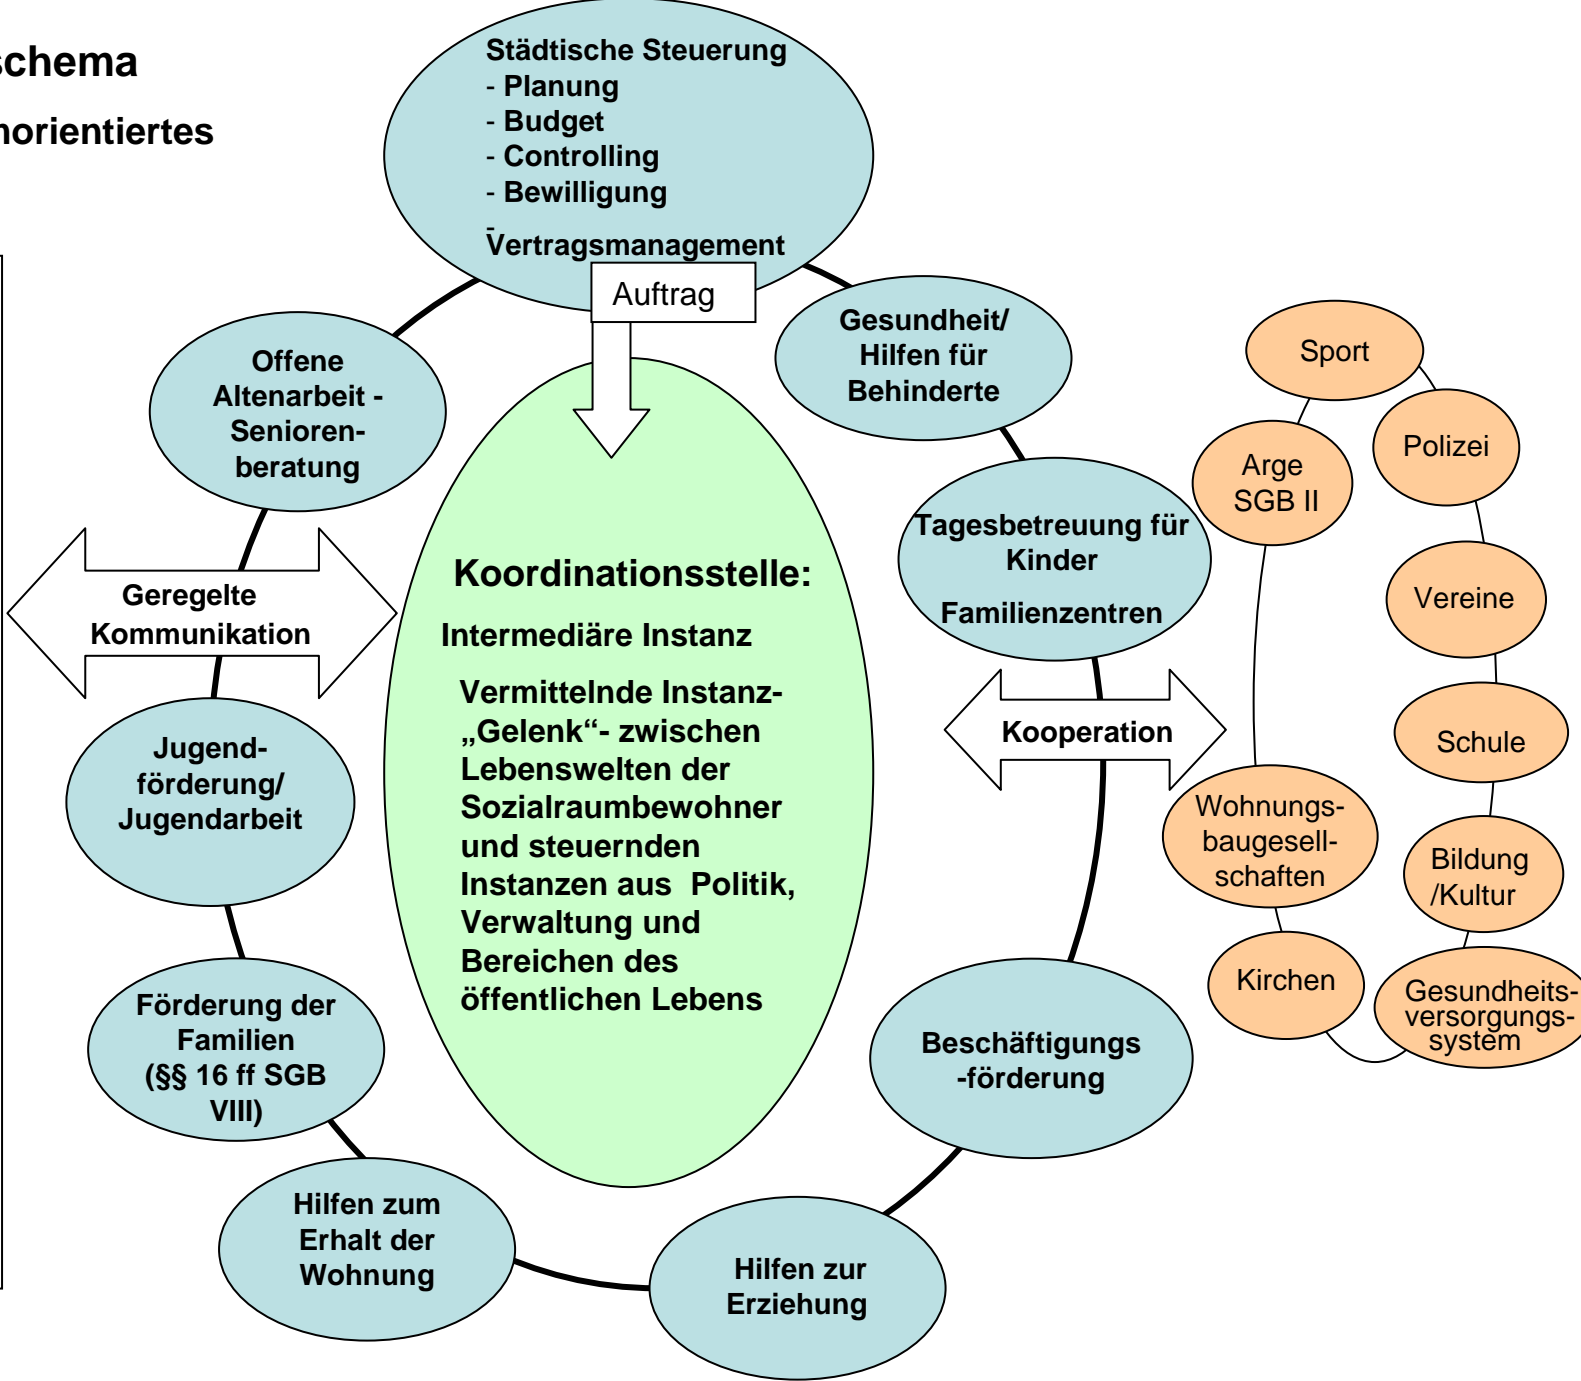 schema
norientiertes
Städtische Steuerung
- Planung
- Budget
- Controlling
- Bewilligung
-
Vertragsmanagement
Auftrag
Gesundheit/
Hilfen für
Behinderte
Offene
Altenarbeit -
Senioren-
beratung
Tagesbetreuung für
Kinder
Familienzentren
Geregelte
Kommunikation
Koordinationsstelle:
Intermediäre Instanz
Vermittelnde Instanz-
„Gelenk“- zwischen
Lebenswelten der
Sozialraumbewohner
und steuernden
Instanzen aus Politik,
Verwaltung und
Bereichen des
öffentlichen Lebens
Kooperation
Jugend-
förderung/
Jugendarbeit
Förderung der
Familien
(§§ 16 ff SGB
VIII)
Hilfen zum
Erhalt der
Wohnung
Hilfen zur
Erziehung
Beschäftigungs
-förderung
Sport
Polizei
Arge
SGB II
Vereine
Schule
Wohnungs-
baugesell-
schaften
Bildung
/Kultur
Kirchen
Gesundheits-
versorgungs-
system